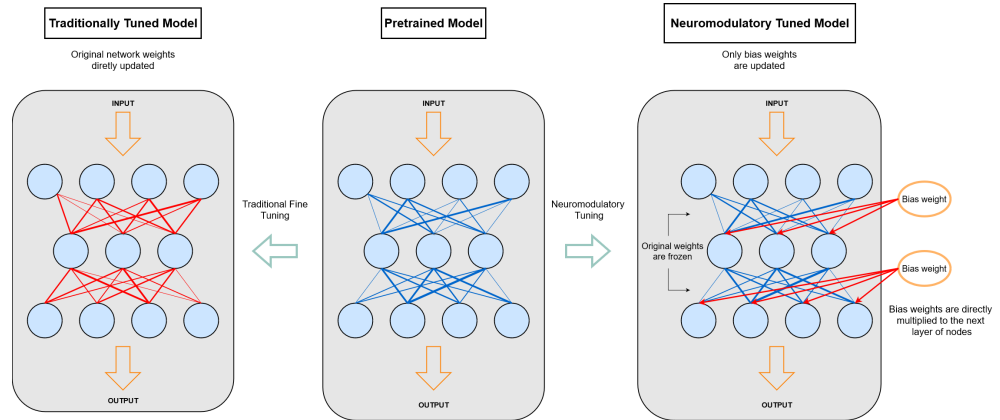 Traditionally Tuned Model
Original network weights
diretly updated
INPUT
OUTPUT
Traditional Fine
Tuning
Pretrained Model
INPUT
OUTPUT
Neuromodulatory
Tuning
Neuromodulatory Tuned Model
Only bias weights
are updated
INPUT
Original weights
are frozen
OUTPUT
Bias weight
Bias weight
Bias weights are directly
multiplied to the next
layer of nodes